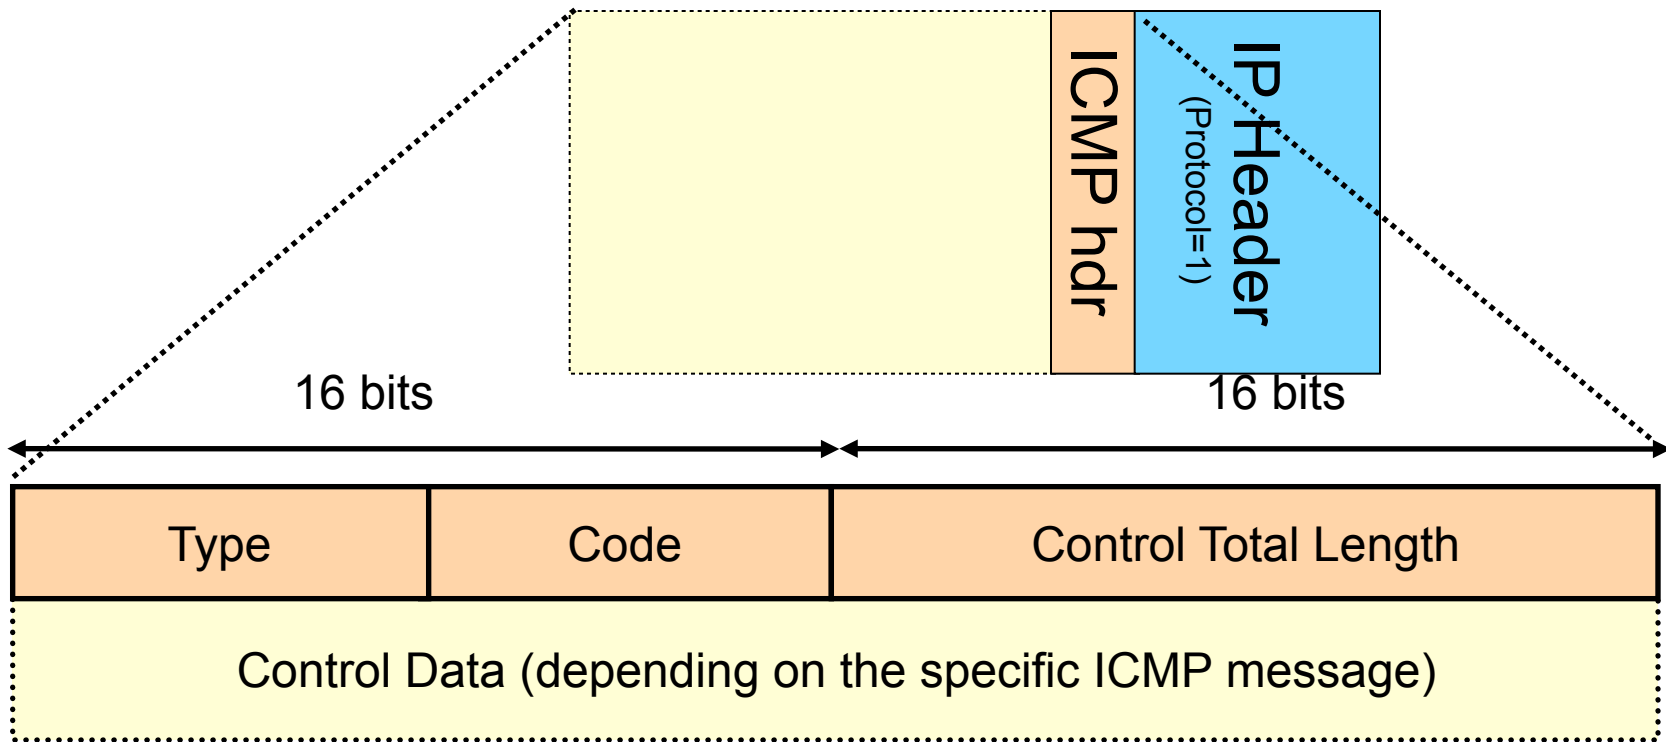 ICMP hdr
IP Header
(Protocol=1)
16 bits
16 bits
Type
Code
Control Total Length
Control Data (depending on the specific ICMP message)